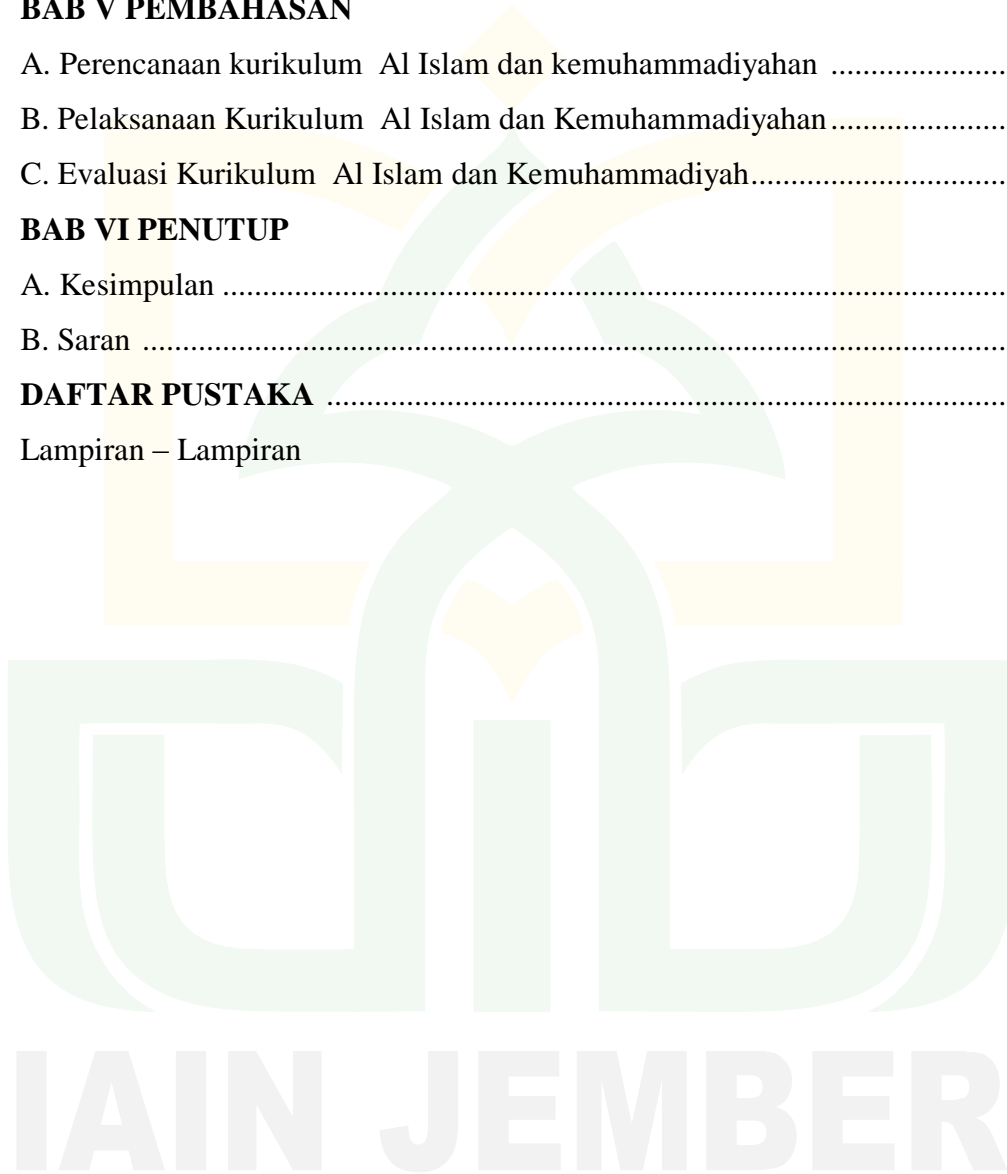 BAB V PEMBAHASAN
A. Perencanaan kurikulum  Al Islam dan kemuhammadiyahan ......................
B. Pelaksanaan Kurikulum  Al Islam dan Kemuhammadiyahan......................
C. Evaluasi Kurikulum  Al Islam dan Kemuhammadiyah................................
BAB VI PENUTUP
A. Kesimpulan ..................................................................................................
B. Saran .............................................................................................................
DAFTAR PUSTAKA .....................................................................................
Lampiran – Lampiran
IAIN JEMBER